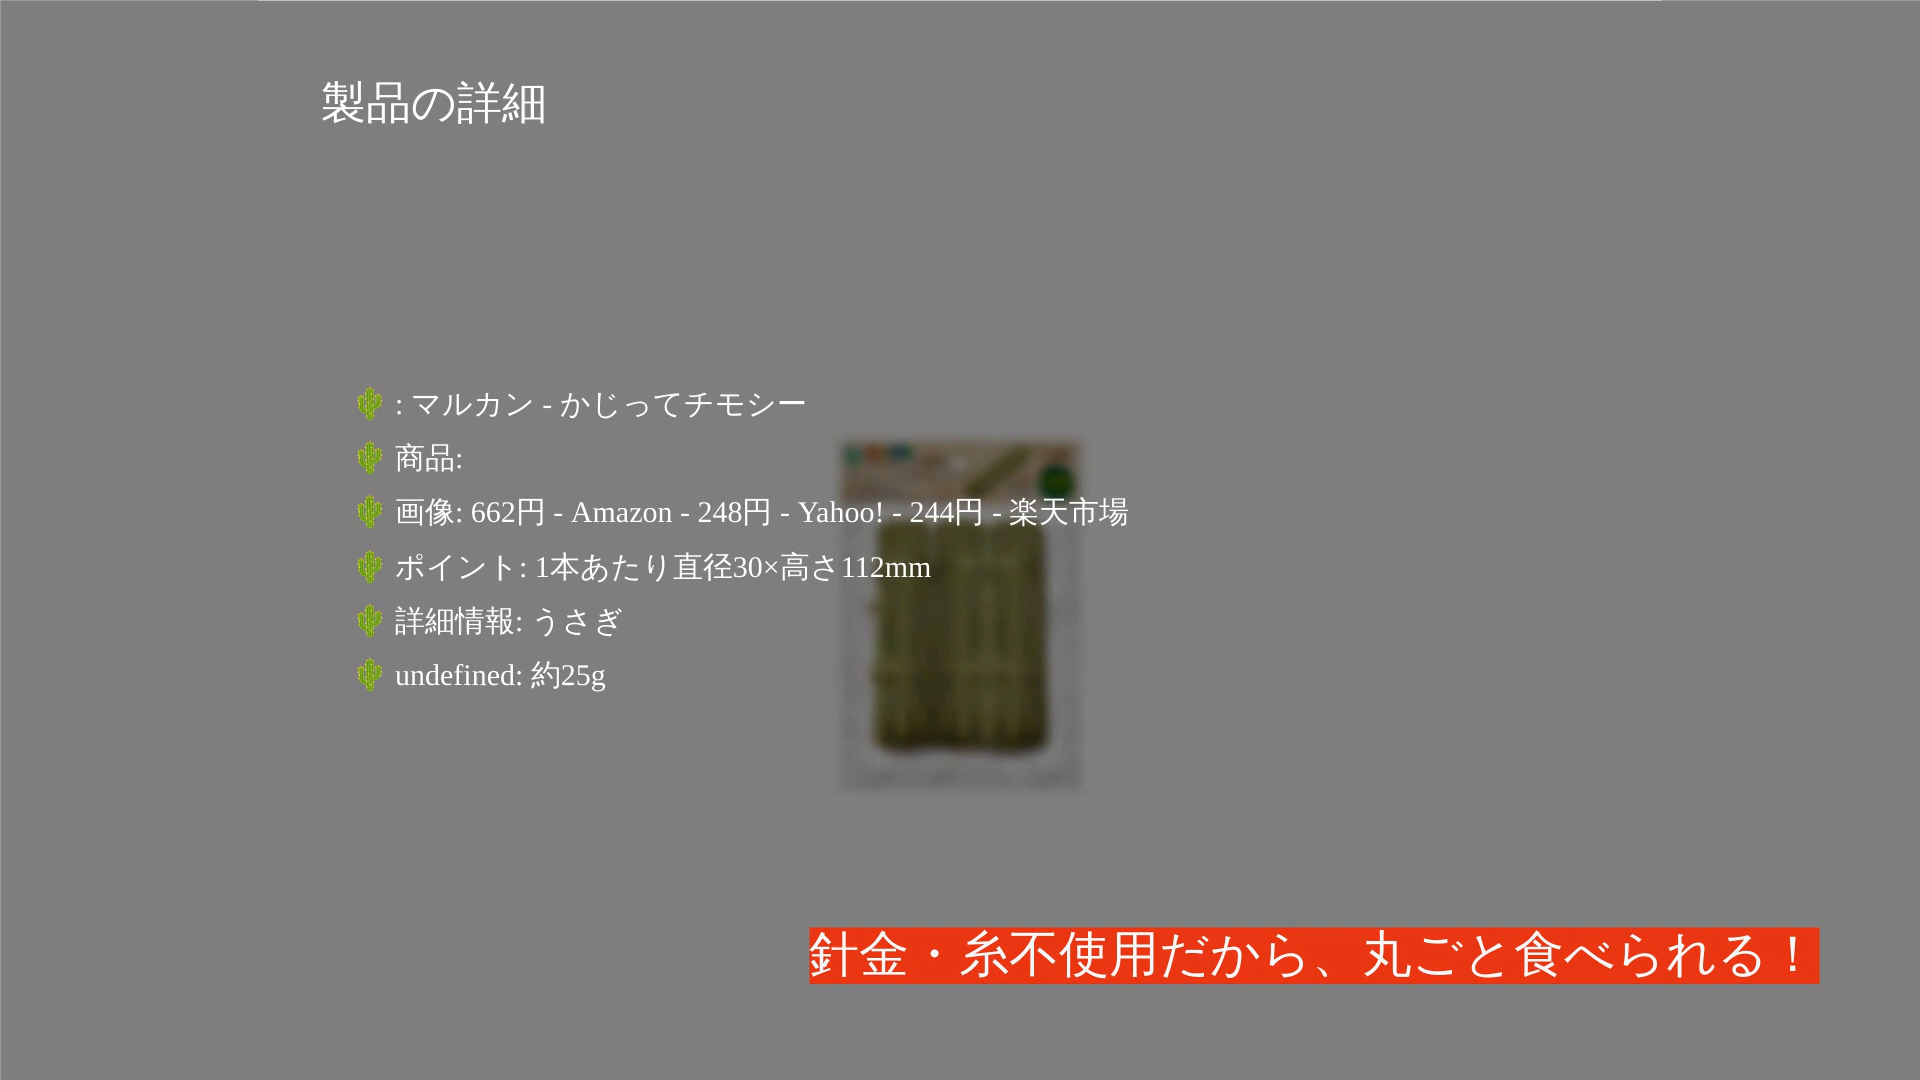 製品の詳細
: マルカン - かじってチモシー
商品:
画像: 662円 - Amazon - 248円 - Yahoo! - 244円 - 楽天市場
ポイント: 1本あたり直径30×高さ112mm
詳細情報: うさぎ
undefined: 約25g
針金・糸不使用だから、丸ごと食べられる！